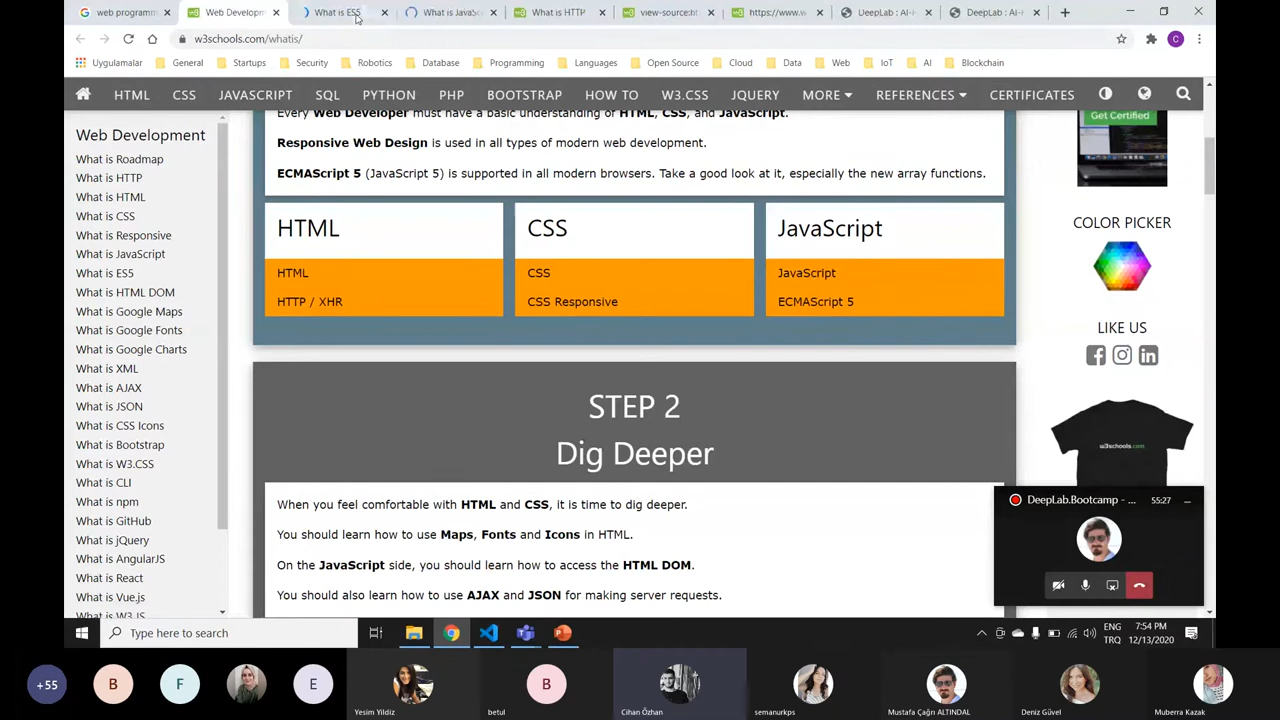 web programm
Web Developm
What is ES5
What is JavaSc
What is HTTP
view-source:ht
https://www.w
DeepLab : AI-H
DeepLab : AI-H
w3schools.com/whatis/
C
Uygulamalar General Startups Security Robotics Database Programming Languages Open Source Cloud Data Web IoT AI Blockchain
HTML CSS JAVASCRIPT SQL PYTHON PHP BOOTSTRAP HOW TO W3.CSS JQUERY MORE REFERENCES CERTIFICATES
Web Development
What is Roadmap
What is HTTP
What is HTML
What is CSS
What is Responsive
What is JavaScript
What is ES5
What is HTML DOM
What is Google Maps
What is Google Fonts
What is Google Charts
What is XML
What is AJAX
What is JSON
What is CSS Icons
What is Bootstrap
What is W3.CSS
What is CLI
What is npm
What is GitHub
What is jQuery
What is AngularJS
What is React
What is Vue.js
What is W3.JS
Every Web Developer must have a basic understanding of HTML, CSS, and JavaScript.
Responsive Web Design is used in all types of modern web development.
ECMAScript 5 (JavaScript 5) is supported in all modern browsers. Take a good look at it, especially the new array functions.
HTML
HTML
HTTP / XHR
CSS
CSS
CSS Responsive
JavaScript
JavaScript
ECMAScript 5
STEP 2
Dig Deeper
When you feel comfortable with HTML and CSS, it is time to dig deeper.
You should learn how to use Maps, Fonts and Icons in HTML.
On the JavaScript side, you should learn how to access the HTML DOM.
You should also learn how to use AJAX and JSON for making server requests.
Get Certified
COLOR PICKER
LIKE US
w3schools.com
DeepLab.Bootcamp - ... 55:27
Type here to search
ENG
TRQ
7:54 PM
12/13/2020
+55
B
F
E
Yesim Yildiz
B
betul
Cihan Özhan
semanurkps
Mustafa Çağrı ALTINDAL
Deniz Güvel
Muberra Kazak